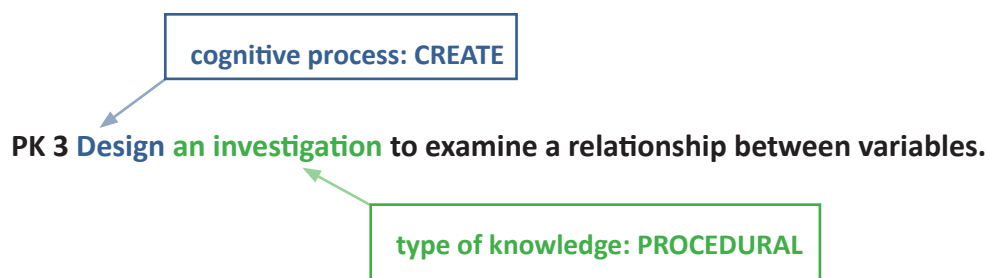 cognitive process: CREATE
PK 3 Design an investigation to examine a relationship between variables.
type of knowledge: PROCEDURAL